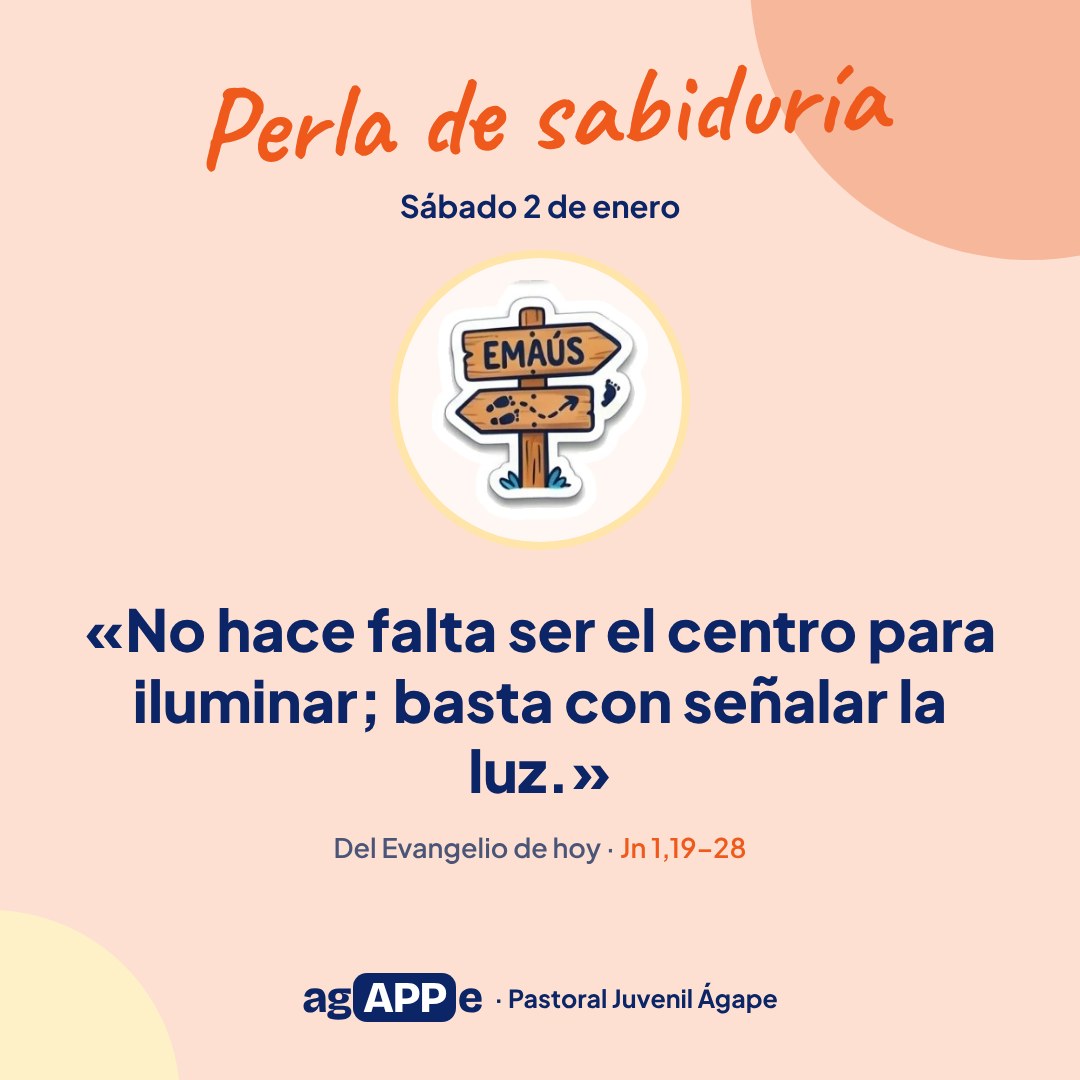 Perla de sabiduría
Sábado 2 de enero
EMAÚS
«No hace falta ser el centro para
iluminar; basta con señalar la
luz.»
Del Evangelio de hoy · Jn 1,19–28
agAPPe · Pastoral Juvenil Ágape